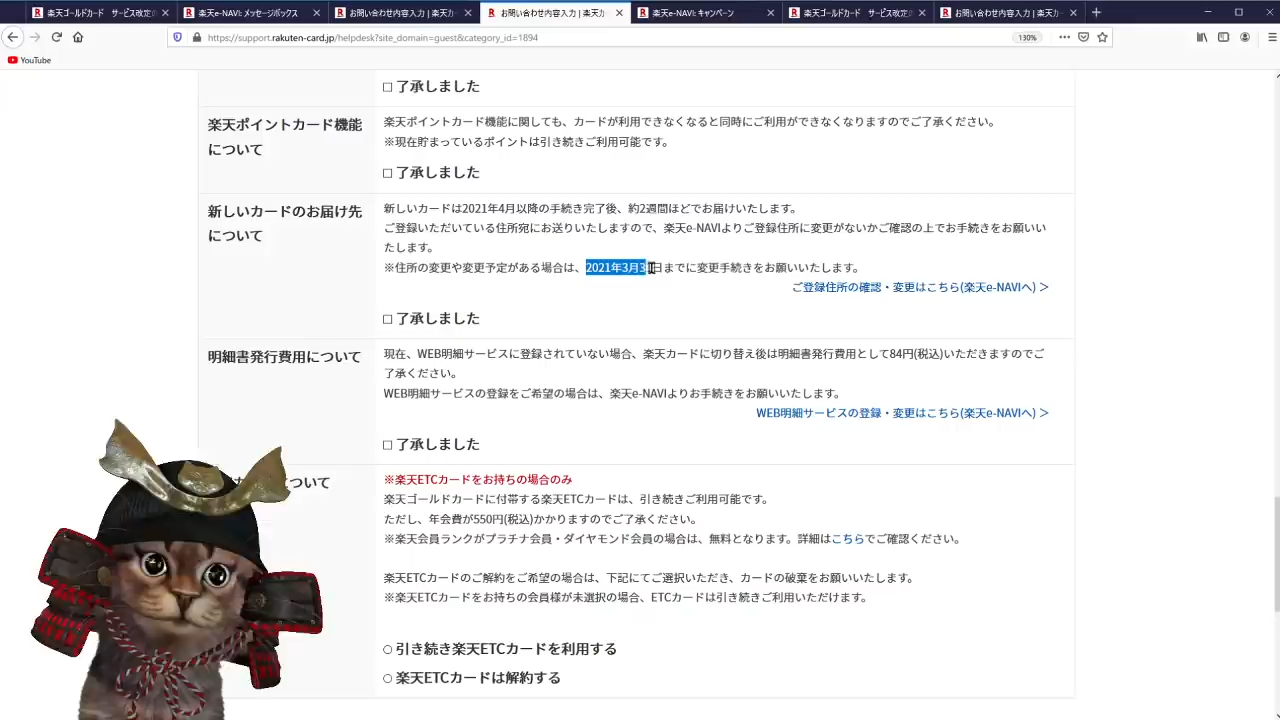 楽天ゴールドカード　サービス改定の
楽天e-NAVI: メッセージボックス
お問い合わせ内容入力 | 楽天カ
お問い合わせ内容入力 | 楽天カ
楽天e-NAVI: キャンペーン
楽天ゴールドカード　サービス改定の
お問い合わせ内容入力 | 楽天カ
https://support.rakuten-card.jp/helpdesk?site_domain=guest&category_id=1894
130%
YouTube
了承しました
楽天ポイントカード機能
について
楽天ポイントカード機能に関しても、カードが利用できなくなると同時にご利用ができなくなりますのでご了承ください。
※現在貯まっているポイントは引き続きご利用可能です。
了承しました
新しいカードのお届け先
について
新しいカードは2021年4月以降の手続き完了後、約2週間ほどでお届けいたします。
ご登録いただいている住所宛にお送りいたしますので、楽天e-NAVIよりご登録住所に変更がないかご確認の上でお手続きをお願いい
たします。
※住所の変更や変更予定がある場合は、2021年3月31日までに変更手続きをお願いいたします。
ご登録住所の確認・変更はこちら(楽天e-NAVIへ) ＞
了承しました
明細書発行費用について
現在、WEB明細サービスに登録されていない場合、楽天カードに切り替え後は明細書発行費用として84円(税込)いただきますのでご
了承ください。
WEB明細サービスの登録をご希望の場合は、楽天e-NAVIよりお手続きをお願いいたします。
WEB明細サービスの登録・変更はこちら(楽天e-NAVIへ) ＞
了承しました
ついて
※楽天ETCカードをお持ちの場合のみ
楽天ゴールドカードに付帯する楽天ETCカードは、引き続きご利用可能です。
ただし、年会費が550円(税込)かかりますのでご了承ください。
※楽天会員ランクがプラチナ会員・ダイヤモンド会員の場合は、無料となります。詳細はこちらでご確認ください。
楽天ETCカードのご解約をご希望の場合は、下記にてご選択いただき、カードの破棄をお願いいたします。
※楽天ETCカードをお持ちの会員様が未選択の場合、ETCカードは引き続きご利用いただけます。
引き続き楽天ETCカードを利用する
楽天ETCカードは解約する